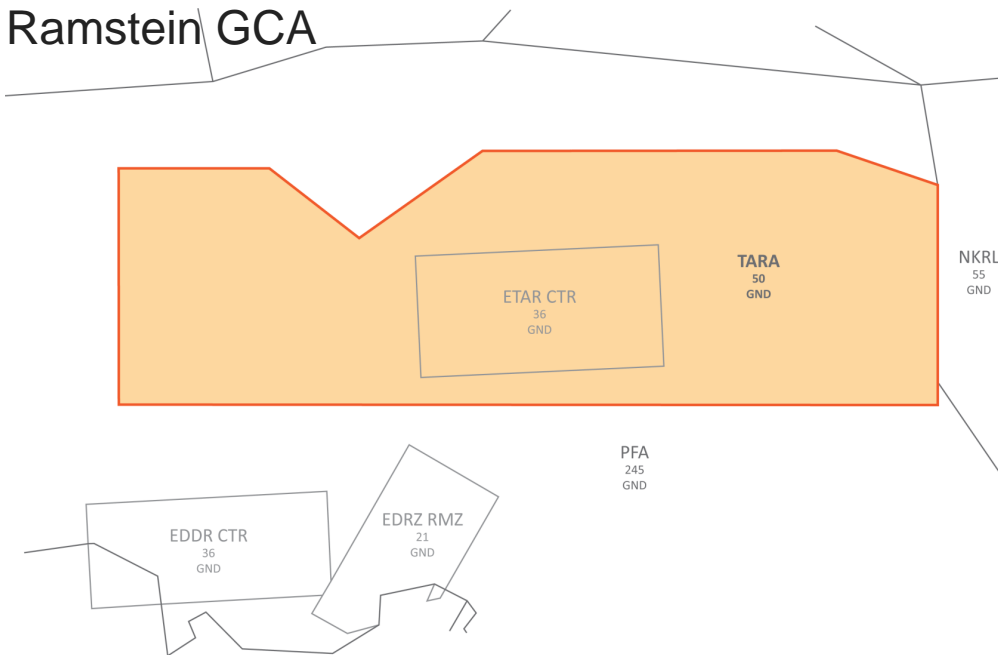 Ramstein GCA
TARA
50
GND
NKRL
55
GND
ETAR CTR
36
GND
PFA
245
GND
EDRZ RMZ
21
GND
EDDR CTR
36
GND